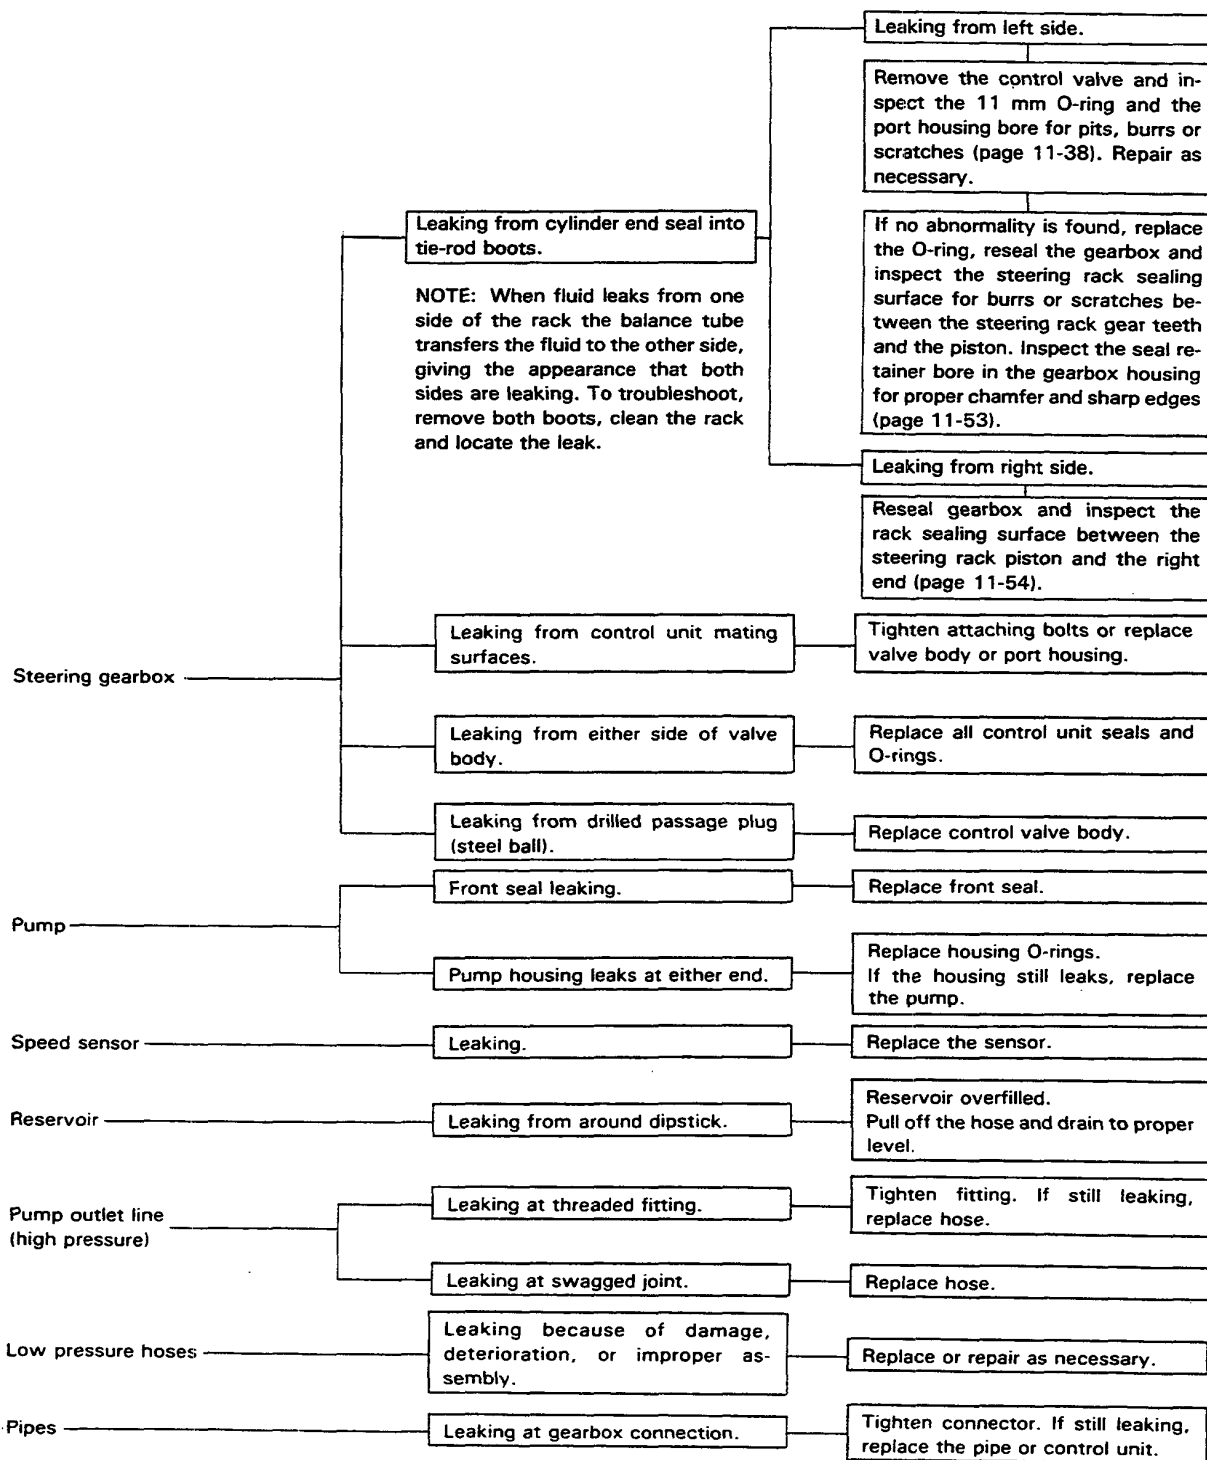 Leaking from left side.
Remove the control valve and in-
spect the 11 mm O-ring and the
port housing bore for pits, burrs or
scratches (page 11-38). Repair as
necessary.
Leaking from cylinder end seal into
tie-rod boots.
If no abnormality is found, replace
the O-ring, reseal the gearbox and
inspect the steering rack sealing
surface for burrs or scratches be-
tween the steering rack gear teeth
and the piston. Inspect the seal re-
tainer bore in the gearbox housing
for proper chamfer and sharp edges
(page 11-53).
NOTE: When fluid leaks from one
side of the rack the balance tube
transfers the fluid to the other side,
giving the appearance that both
sides are leaking. To troubleshoot,
remove both boots, clean the rack
and locate the leak.
Leaking from right side.
Reseal gearbox and inspect the
rack sealing surface between the
steering rack piston and the right
end (page 11-54).
Steering gearbox
Leaking from control unit mating
surfaces.
Tighten attaching bolts or replace
valve body or port housing.
Leaking from either side of valve
body.
Replace all control unit seals and
O-rings.
Leaking from drilled passage plug
(steel ball).
Replace control valve body.
Pump
Front seal leaking.
Replace front seal.
Pump housing leaks at either end.
Replace housing O-rings.
If the housing still leaks, replace
the pump.
Speed sensor
Leaking.
Replace the sensor.
Reservoir
Leaking from around dipstick.
Reservoir overfilled.
Pull off the hose and drain to proper
level.
Pump outlet line
(high pressure)
Leaking at threaded fitting.
Tighten fitting. If still leaking,
replace hose.
Leaking at swagged joint.
Replace hose.
Low pressure hoses
Leaking because of damage,
deterioration, or improper as-
sembly.
Replace or repair as necessary.
Pipes
Leaking at gearbox connection.
Tighten connector. If still leaking,
replace the pipe or control unit.